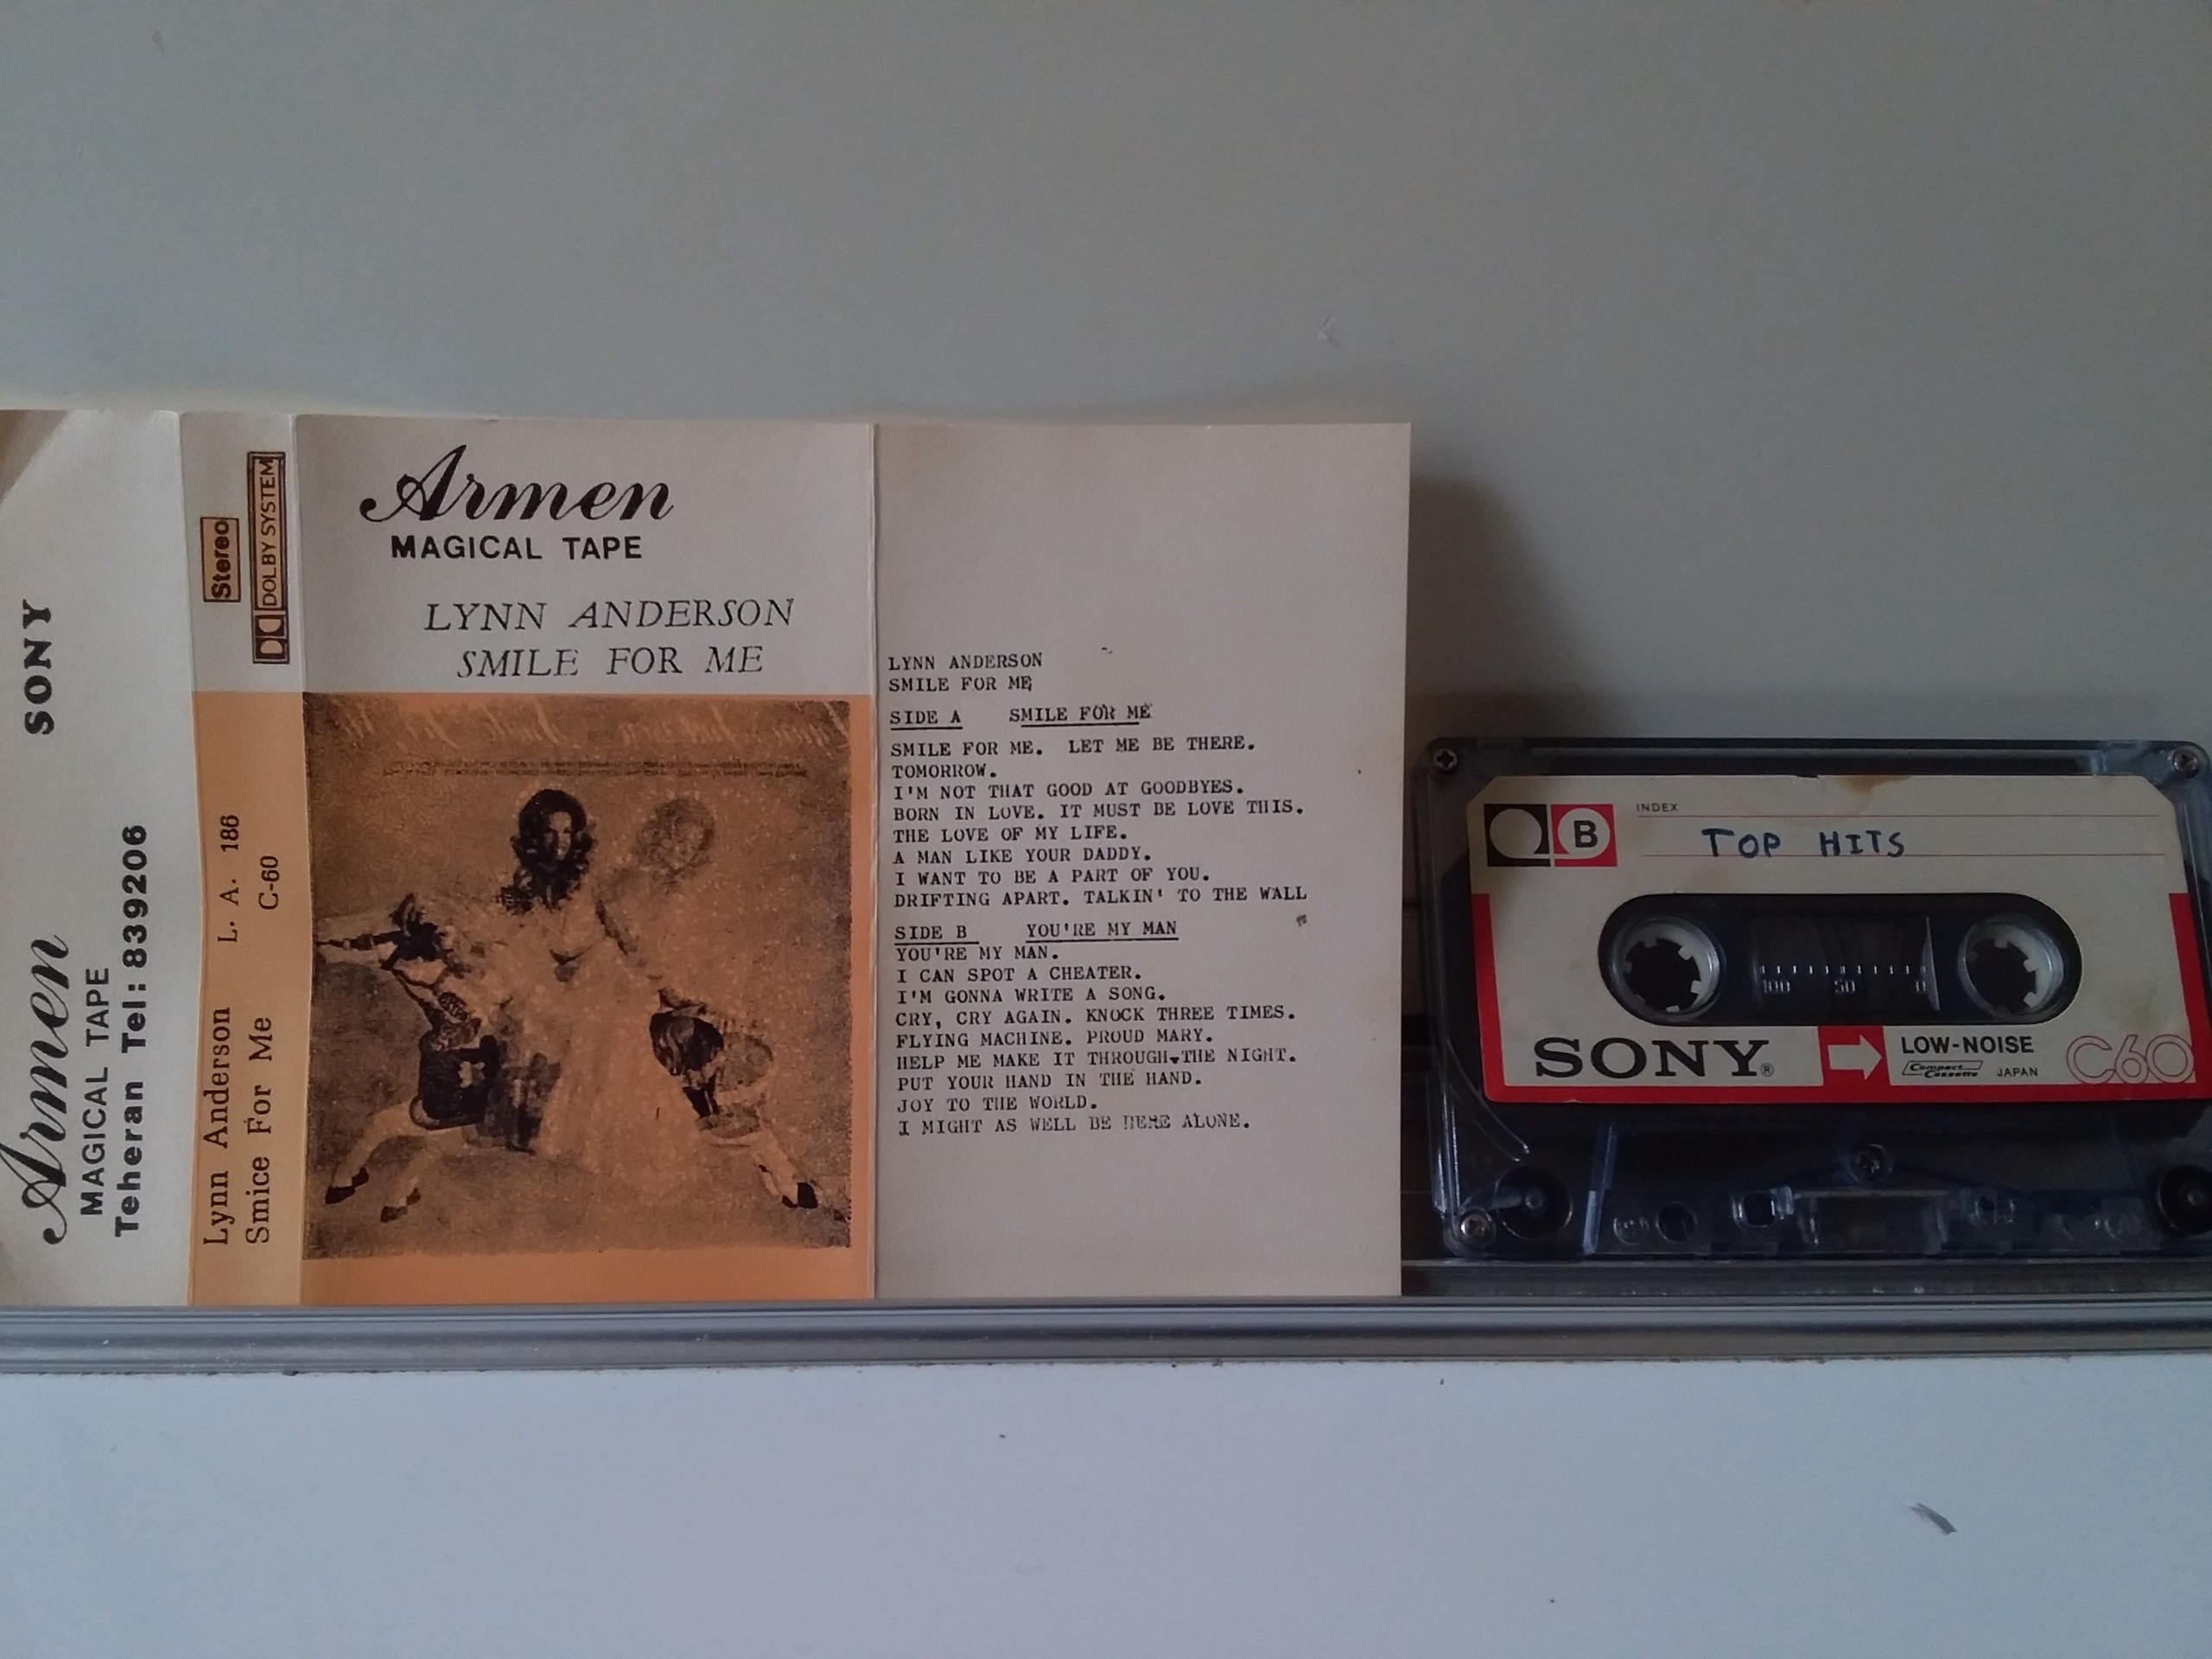 SONY
Armen
MAGICAL TAPE
Teheran Tel: 839206
Stereo
DOLBY SYSTEM
Lynn Anderson L. A. 186
Smice For Me C-60
Armen
MAGICAL TAPE
LYNN ANDERSON
SMILE FOR ME
LYNN ANDERSON
SMILE FOR ME
SIDE A SMILE FOR ME
SMILE FOR ME. LET ME BE THERE.
TOMORROW.
I'M NOT THAT GOOD AT GOODBYES.
BORN IN LOVE. IT MUST BE LOVE THIS.
THE LOVE OF MY LIFE.
A MAN LIKE YOUR DADDY.
I WANT TO BE A PART OF YOU.
DRIFTING APART. TALKIN' TO THE WALL
SIDE B YOU'RE MY MAN
YOU'RE MY MAN.
I CAN SPOT A CHEATER.
I'M GONNA WRITE A SONG.
CRY, CRY AGAIN. KNOCK THREE TIMES.
FLYING MACHINE. PROUD MARY.
HELP ME MAKE IT THROUGH THE NIGHT.
PUT YOUR HAND IN THE HAND.
JOY TO THE WORLD.
I MIGHT AS WELL BE HERE ALONE.
B
INDEX
TOP HITS
100 50 0
SONY®
LOW-NOISE
Compact Cassette JAPAN
C60